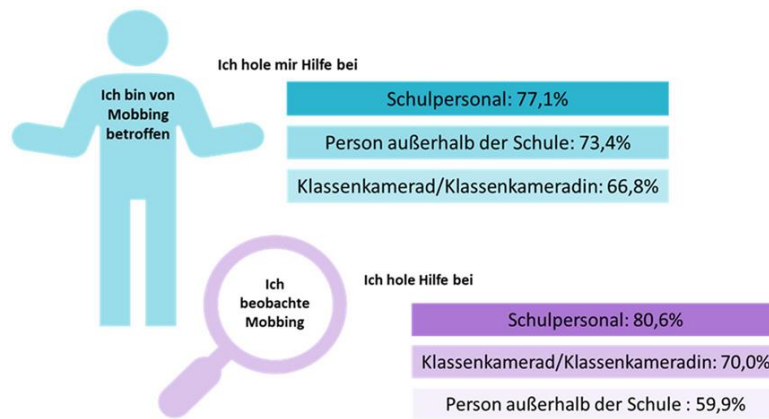 Ich hole mir Hilfe bei
Ich bin von
Mobbing
betroffen
Schulpersonal: 77,1%
Person außerhalb der Schule: 73,4%
Klassenkamerad/Klassenkameradin: 66,8%
Ich hole Hilfe bei
Ich
beobachte
Mobbing
Schulpersonal: 80,6%
Klassenkamerad/Klassenkameradin: 70,0%
Person außerhalb der Schule : 59,9%